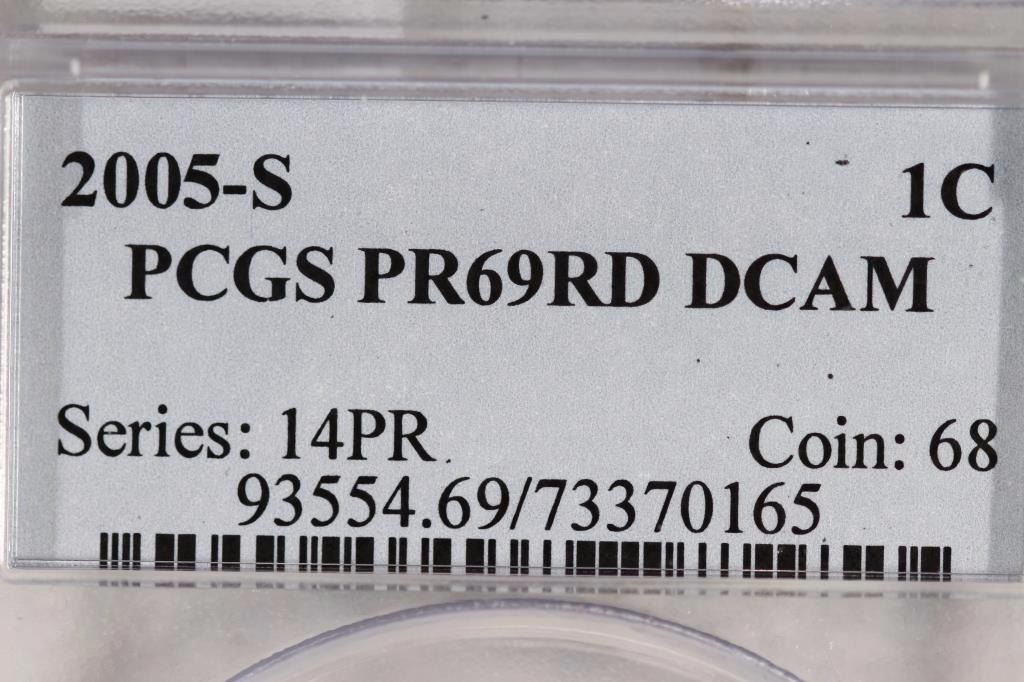 2005-S 1C
PCGS PR69RD DCAM
Series: 14PR Coin: 68
93554.69/73370165